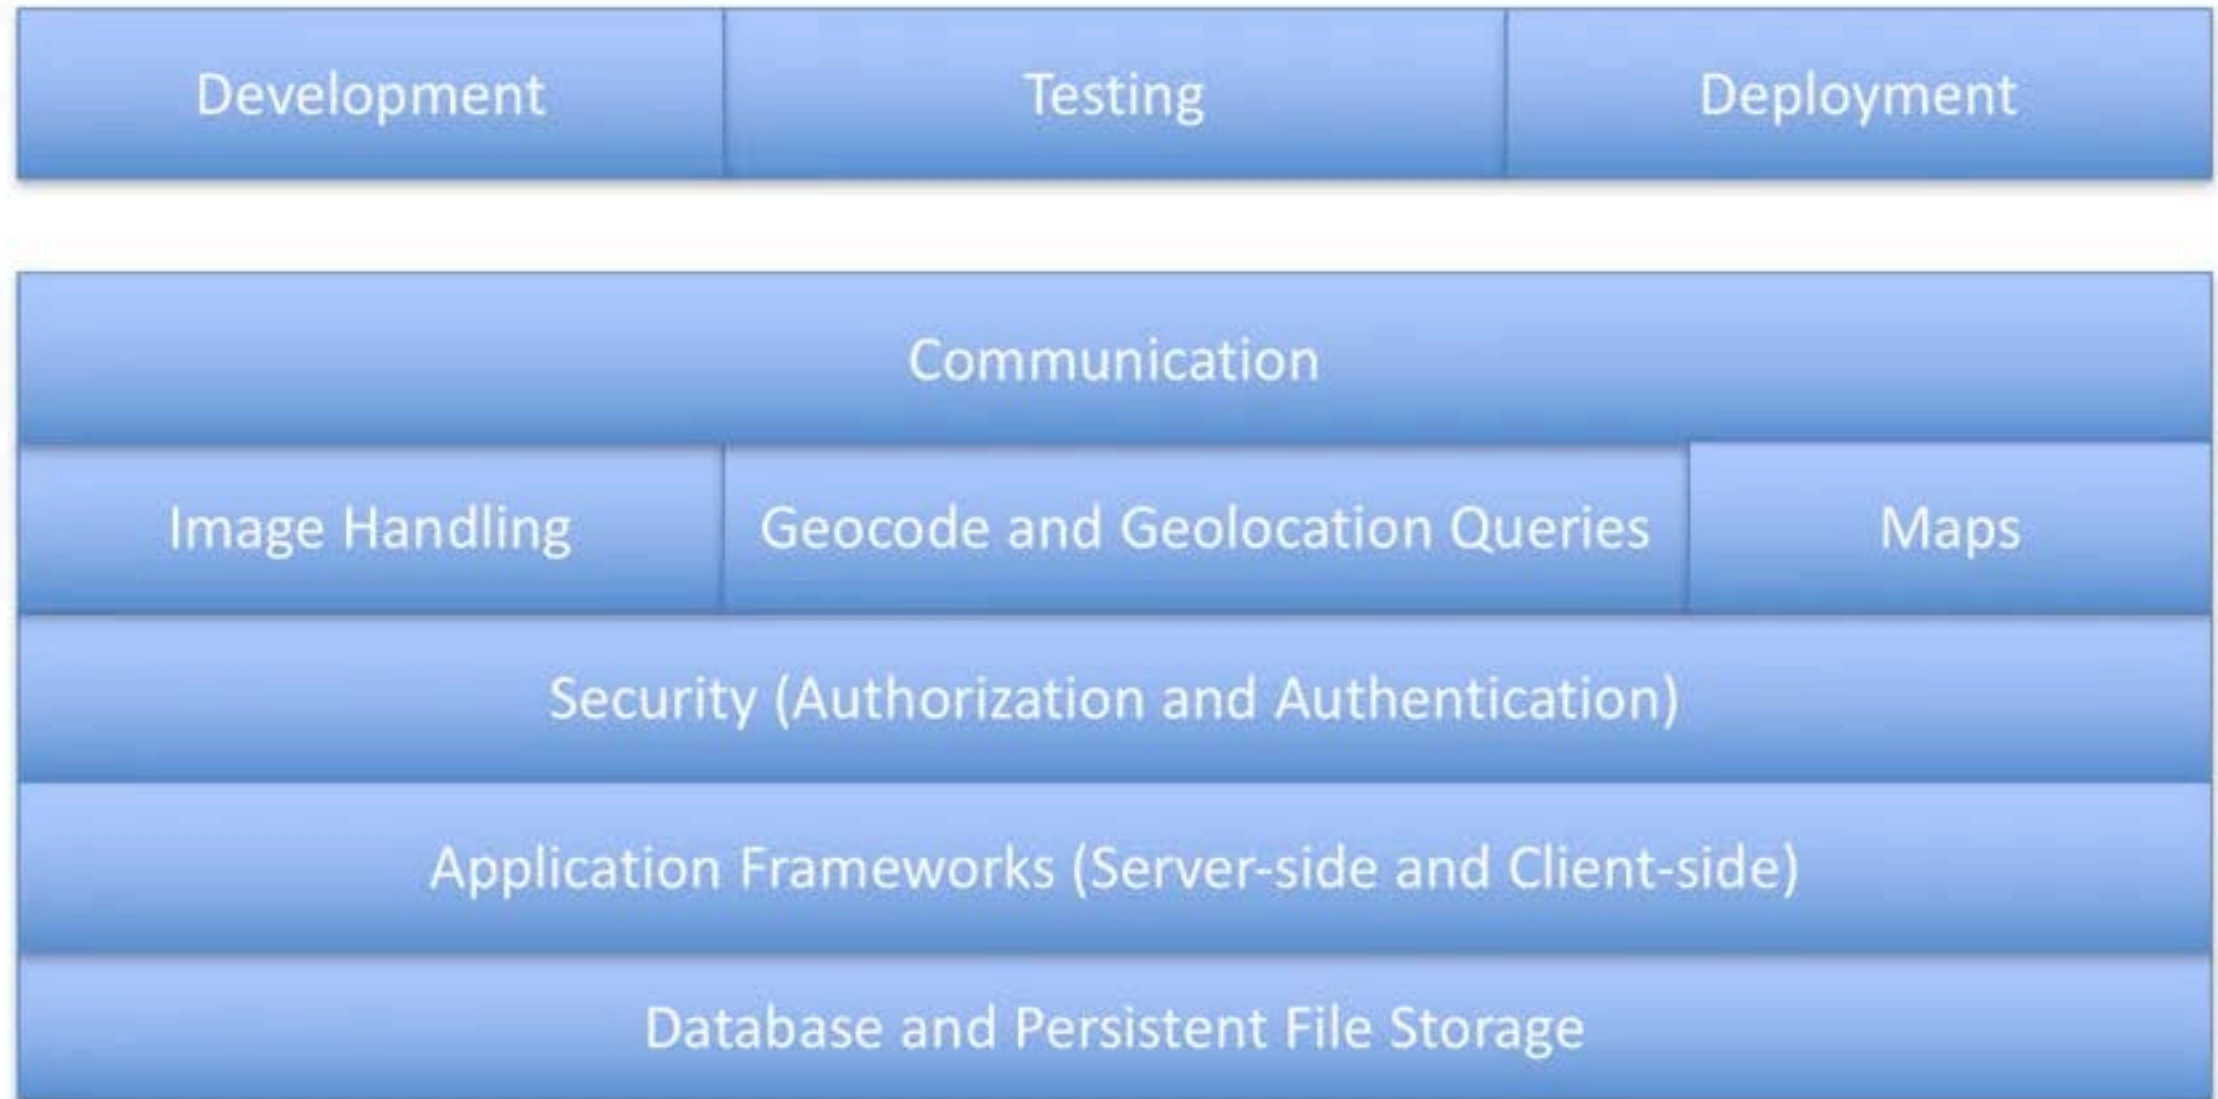 Development
Testing
Deployment
Communication
Image Handling
Geocode and Geolocation Queries
Maps
Security (Authorization and Authentication)
Application Frameworks (Server-side and Client-side)
Database and Persistent File Storage